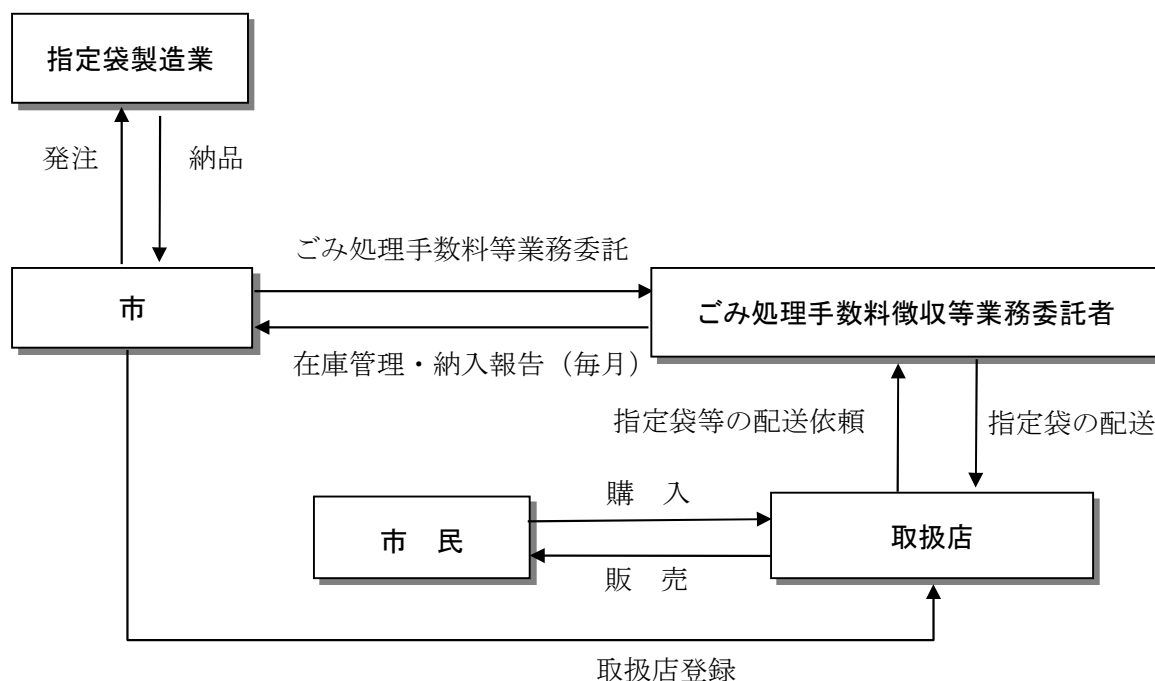 指定袋製造業
発注
納品
ごみ処理手数料等業務委託
市
ごみ処理手数料徴収等業務委託者
在庫管理・納入報告（毎月）
指定袋等の配送依頼
指定袋の配送
購　入
市　民
取扱店
販　売
取扱店登録